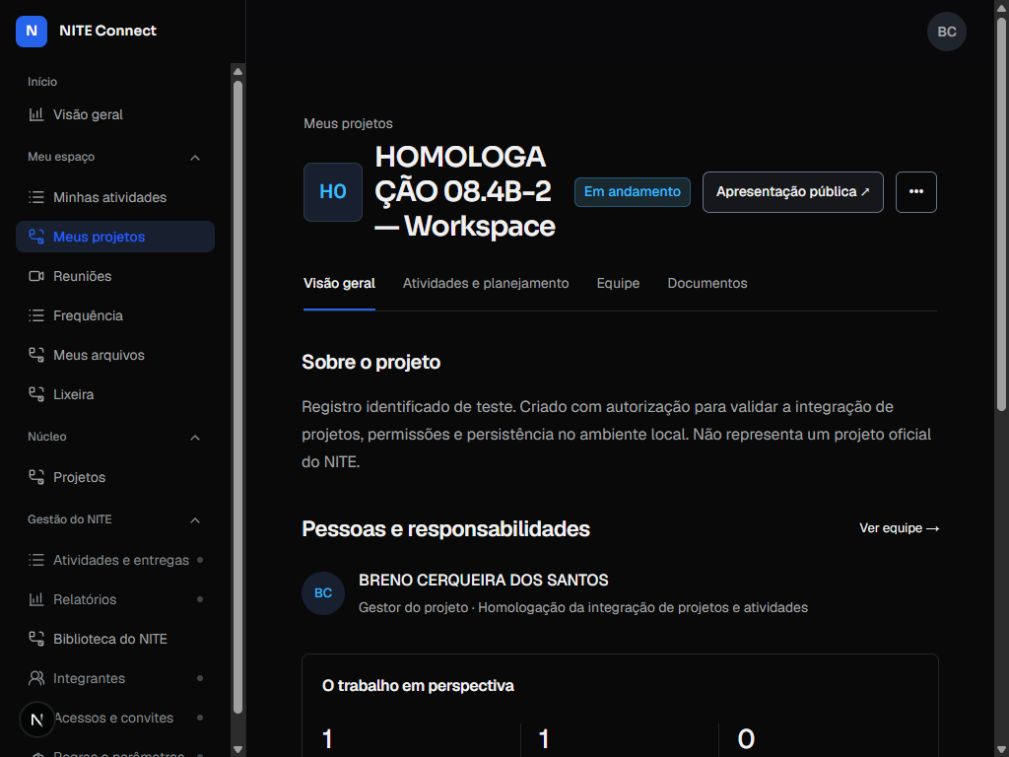 N NITE Connect
BC
Início
Visão geral
Meu espaço
Minhas atividades
Meus projetos
Reuniões
Frequência
Meus arquivos
Lixeira
Núcleo
Projetos
Gestão do NITE
Atividades e entregas
Relatórios
Biblioteca do NITE
Integrantes
N
Acessos e convites
Regras e parâmetros
Meus projetos
H0
HOMOLOGA
ÇÃO 08.4B-2
— Workspace
Em andamento
Apresentação pública ↗
•••
Visão geral Atividades e planejamento Equipe Documentos
Sobre o projeto
Registro identificado de teste. Criado com autorização para validar a integração de
projetos, permissões e persistência no ambiente local. Não representa um projeto oficial
do NITE.
Pessoas e responsabilidades
Ver equipe →
BC
BRENO CERQUEIRA DOS SANTOS
Gestor do projeto · Homologação da integração de projetos e atividades
O trabalho em perspectiva
1 1 0